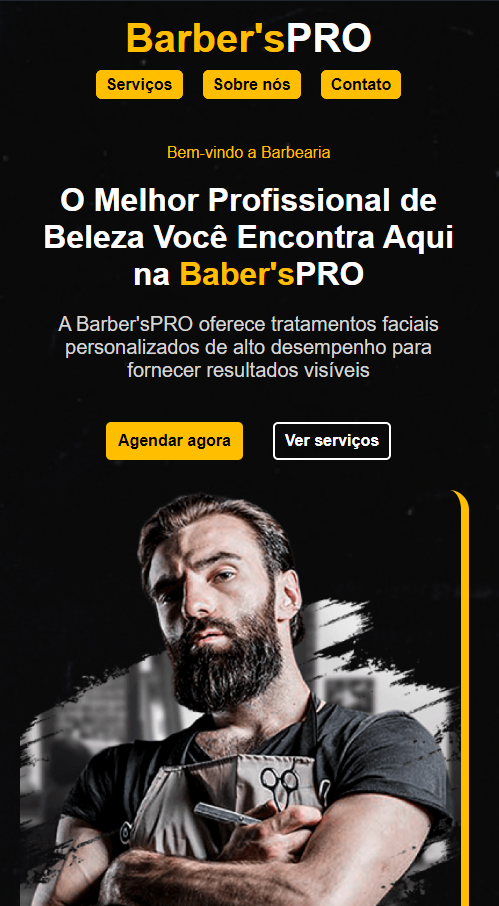 Barber'sPRO
Serviços Sobre nós Contato
Bem-vindo a Barbearia
O Melhor Profissional de
Beleza Você Encontra Aqui
na Baber'sPRO
A Barber'sPRO oferece tratamentos faciais
personalizados de alto desempenho para
fornecer resultados visíveis
Agendar agora Ver serviços